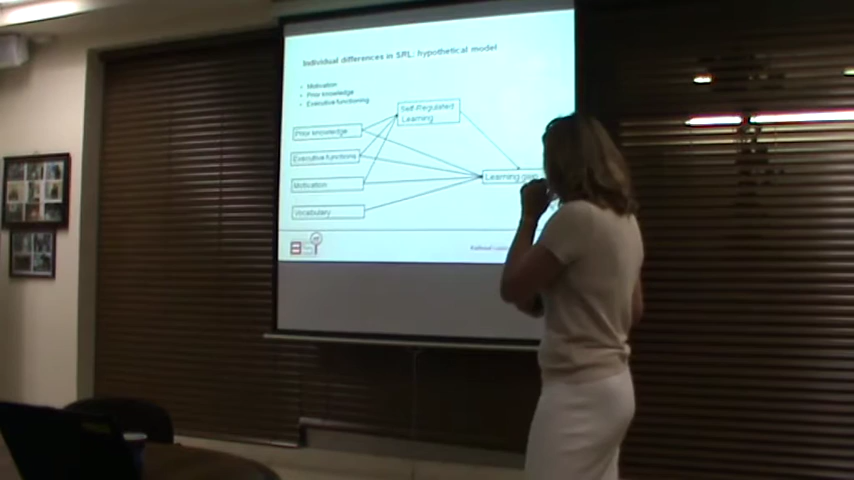 Individual differences in SRL: hypothetical model
• Motivation
• Prior knowledge
• Executive functioning
Self-Regulated
Learning
Prior knowledge
Executive functions
Learning
Motivation
Vocabulary